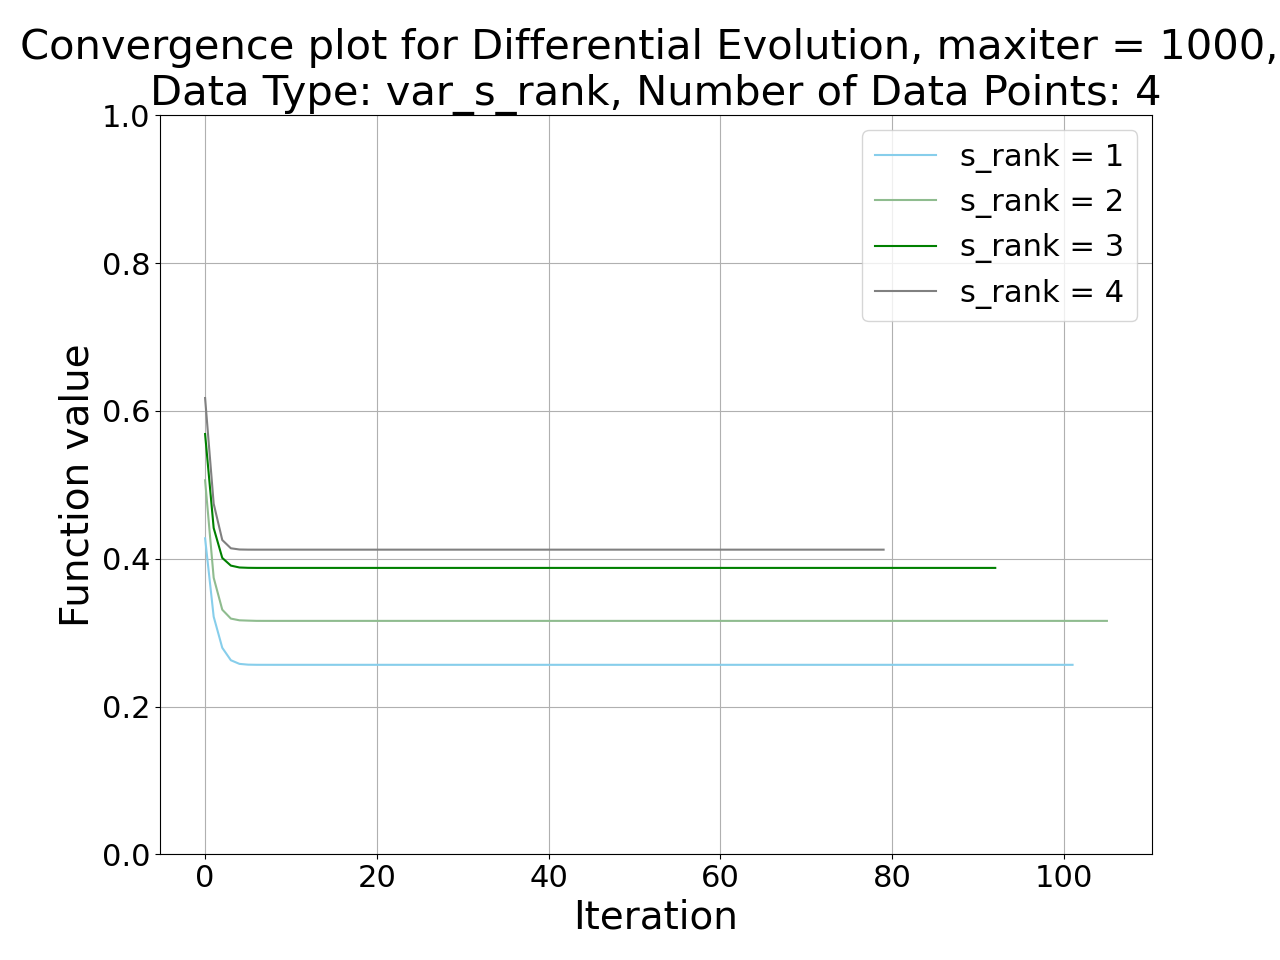 Convergence plot for Differential Evolution, maxiter = 1000,
Data Type: var_s_rank, Number of Data Points: 4
1.0
0.8
0.6
0.4
0.2
0.0
Function value
s_rank = 1
s_rank = 2
s_rank = 3
s_rank = 4
0 20 40 60 80 100
Iteration